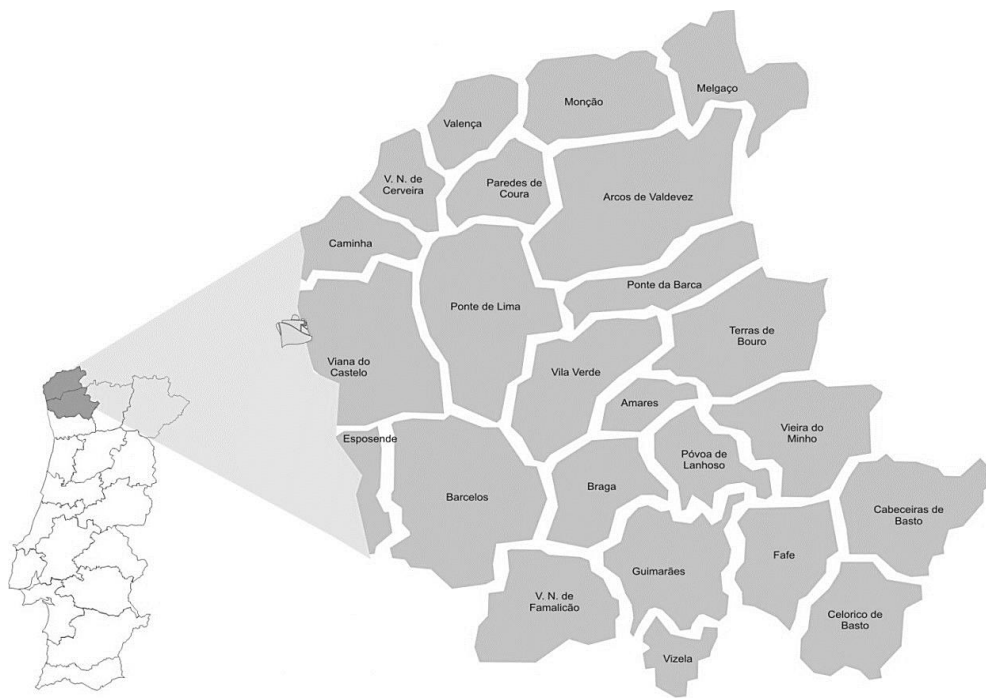 Melgaço
Monção
Valença
V. N. de
Cerveira
Paredes de
Coura
Arcos de Valdevez
Caminha
Ponte da Barca
Ponte de Lima
Terras de
Bouro
Viana do
Castelo
Vila Verde
Amares
Vieira do
Minho
Esposende
Póvoa de
Lanhoso
Barcelos
Braga
Cabeceiras de
Basto
Fafe
Guimarães
V. N. de
Famalicão
Celorico de
Basto
Vizela